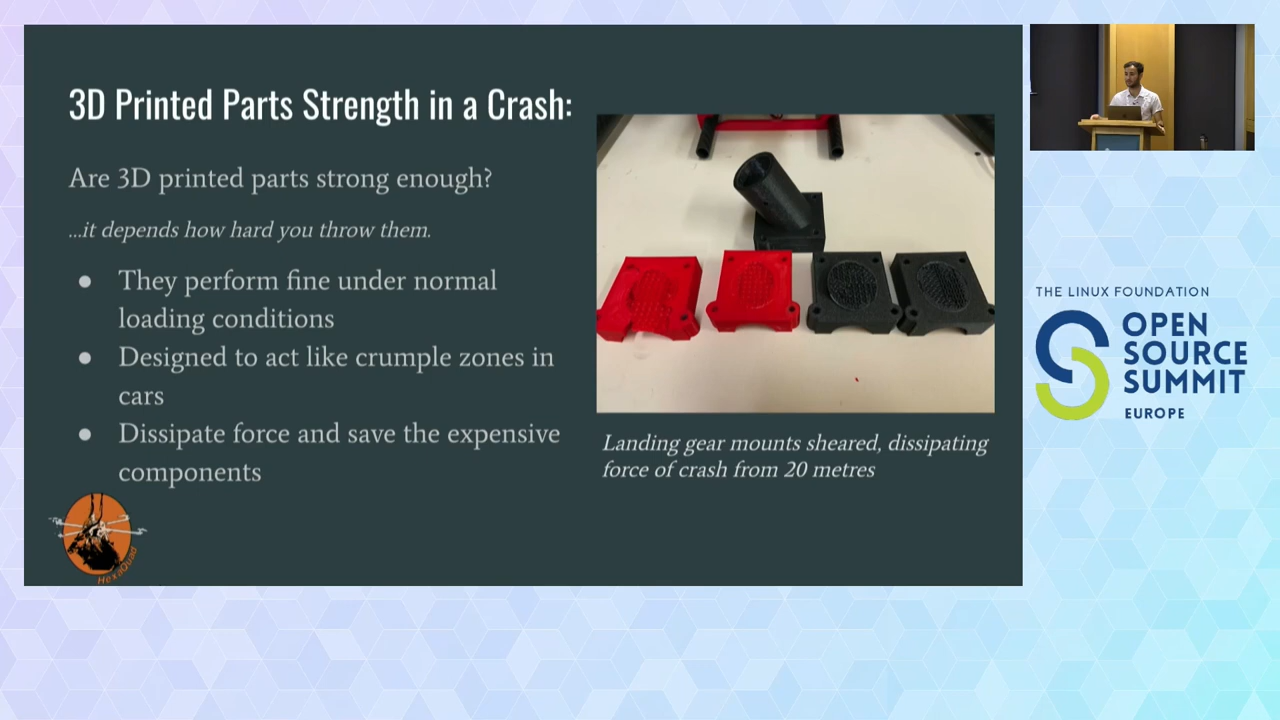 3D Printed Parts Strength in a Crash:
Are 3D printed parts strong enough?
...it depends how hard you throw them.
● They perform fine under normal
loading conditions
● Designed to act like crumple zones in
cars
● Dissipate force and save the expensive
components
Landing gear mounts sheared, dissipating
force of crash from 20 metres
HexaQuad
THE LINUX FOUNDATION
OPEN
SOURCE
SUMMIT
EUROPE